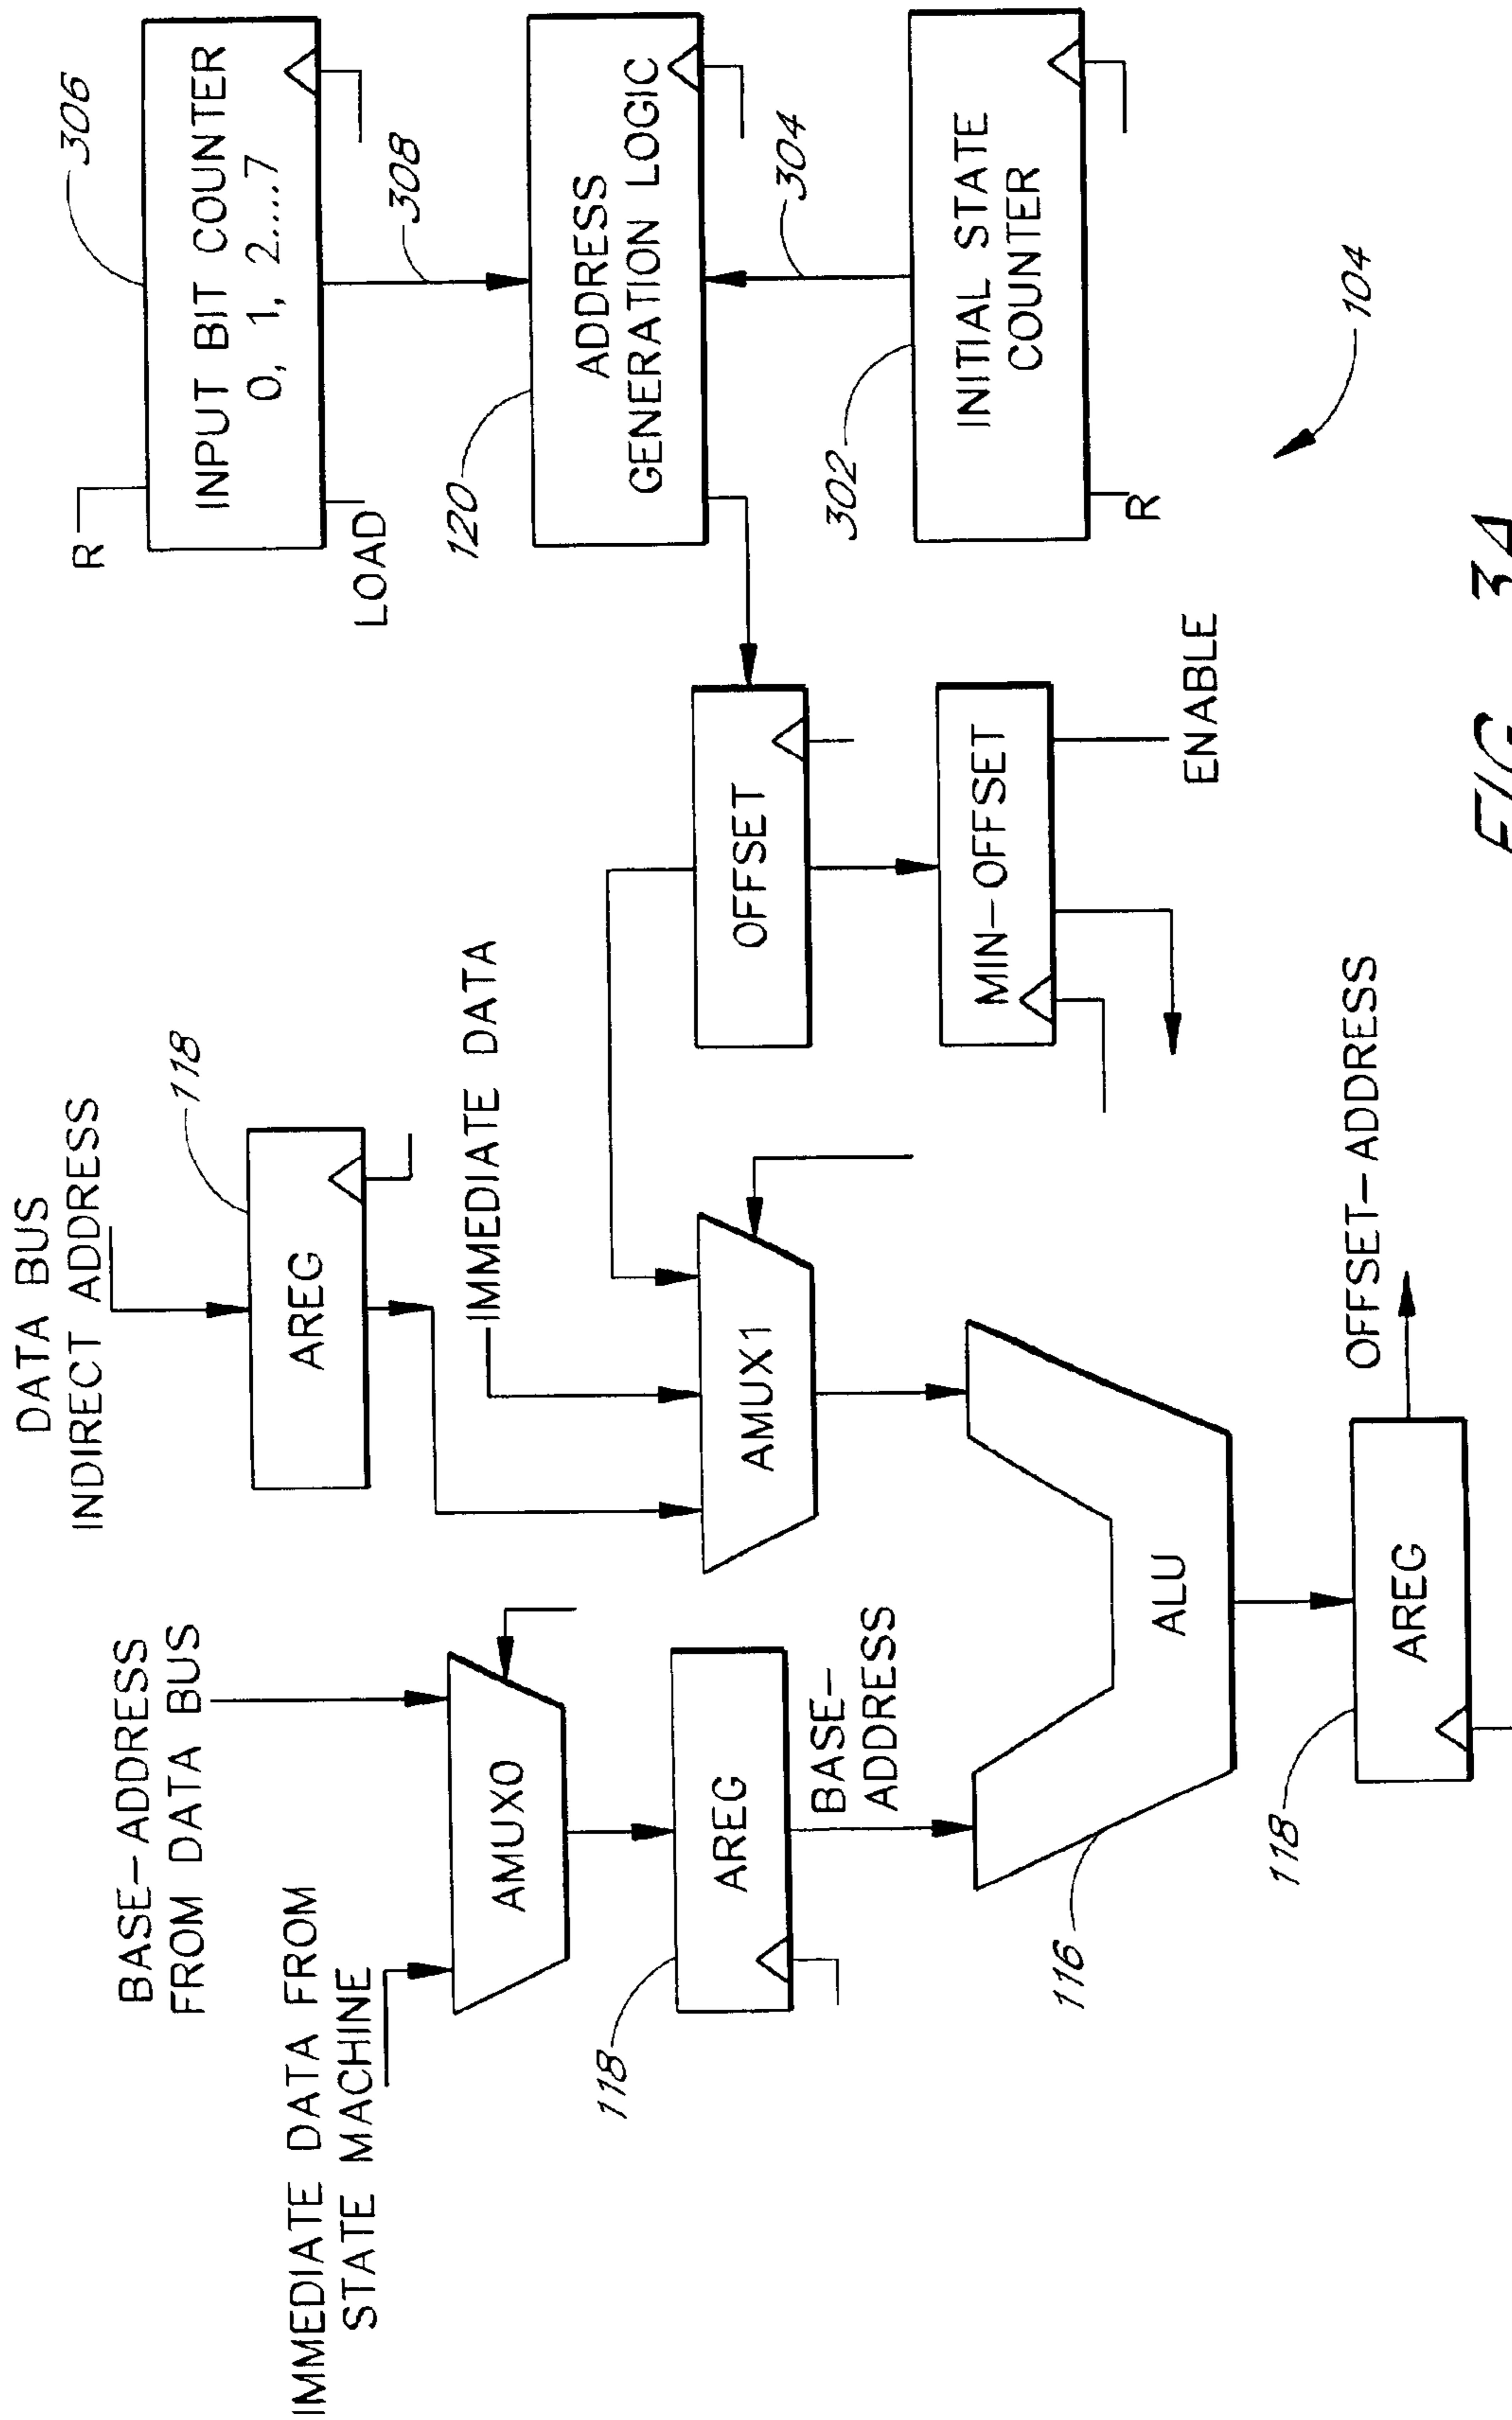 DATA BUS
INDIRECT ADDRESS
118
AREG
BASE-ADDRESS
FROM DATA BUS
IMMEDIATE DATA FROM
STATE MACHINE
AMUX0
118
AREG
BASE-
ADDRESS
IMMEDIATE DATA
AMUX1
116
ALU
118
AREG
OFFSET-ADDRESS
OFFSET
MIN-OFFSET
ENABLE
R
306
INPUT BIT COUNTER
0, 1, 2....7
LOAD
308
120
ADDRESS
GENERATION LOGIC
304
302
INITIAL STATE
COUNTER
R
104
FIG. 3A